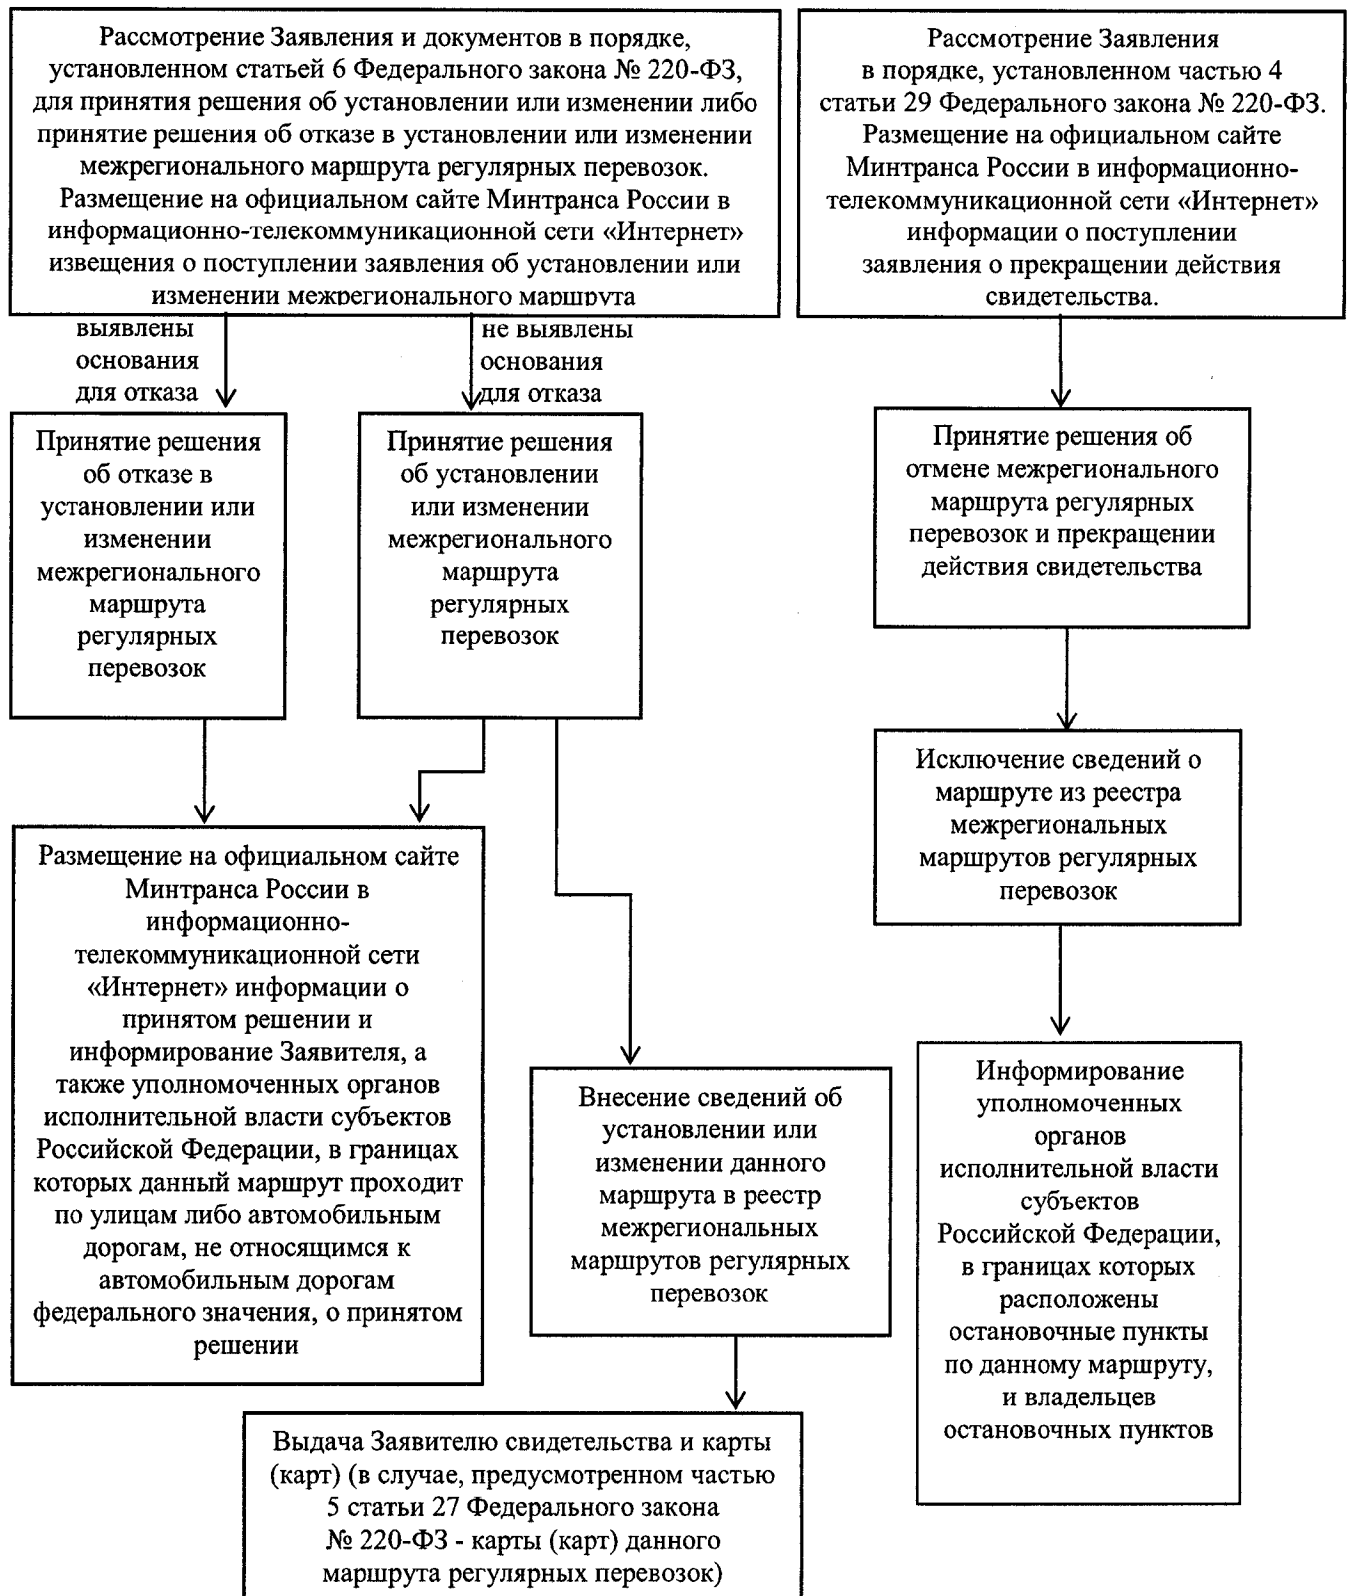 Рассмотрение Заявления и документов в порядке,
установленном статьей 6 Федерального закона № 220-ФЗ,
для принятия решения об установлении или изменении либо
принятие решения об отказе в установлении или изменении
межрегионального маршрута регулярных перевозок.
Размещение на официальном сайте Минтранса России в
информационно-телекоммуникационной сети «Интернет»
извещения о поступлении заявления об установлении или
изменении межрегионального маршрута
Рассмотрение Заявления
в порядке, установленном частью 4
статьи 29 Федерального закона № 220-ФЗ.
Размещение на официальном сайте
Минтранса России в информационно-
телекоммуникационной сети «Интернет»
информации о поступлении
заявления о прекращении действия
свидетельства.
выявлены
основания
для отказа
не выявлены
основания
для отказа
Принятие решения
об отказе в
установлении или
изменении
межрегионального
маршрута
регулярных
перевозок
Принятие решения
об установлении
или изменении
межрегионального
маршрута
регулярных
перевозок
Принятие решения об
отмене межрегионального
маршрута регулярных
перевозок и прекращении
действия свидетельства
Исключение сведений о
маршруте из реестра
межрегиональных
маршрутов регулярных
перевозок
Размещение на официальном сайте
Минтранса России в
информационно-
телекоммуникационной сети
«Интернет» информации о
принятом решении и
информирование Заявителя, а
также уполномоченных органов
исполнительной власти субъектов
Российской Федерации, в границах
которых данный маршрут проходит
по улицам либо автомобильным
дорогам, не относящимся к
автомобильным дорогам
федерального значения, о принятом
решении
Внесение сведений об
установлении или
изменении данного
маршрута в реестр
межрегиональных
маршрутов регулярных
перевозок
Информирование
уполномоченных
органов
исполнительной власти
субъектов
Российской Федерации,
в границах которых
расположены
остановочные пункты
по данному маршруту,
и владельцев
остановочных пунктов
Выдача Заявителю свидетельства и карты
(карт) (в случае, предусмотренном частью
5 статьи 27 Федерального закона
№ 220-ФЗ - карты (карт) данного
маршрута регулярных перевозок)